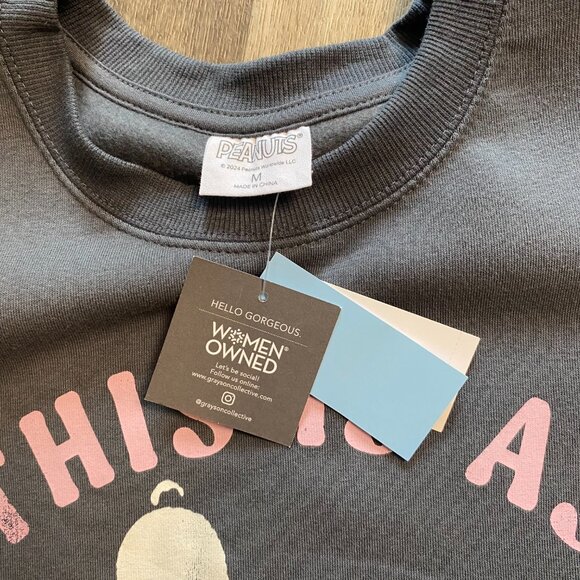 PEANUTS®
© 2024 Peanuts Worldwide LLC
M
MADE IN CHINA
HELLO GORGEOUS.
WOMEN®
OWNED
Let's be social!
Follow us online:
www.graysoncollective.com
@graysoncollective
THIS IS AS